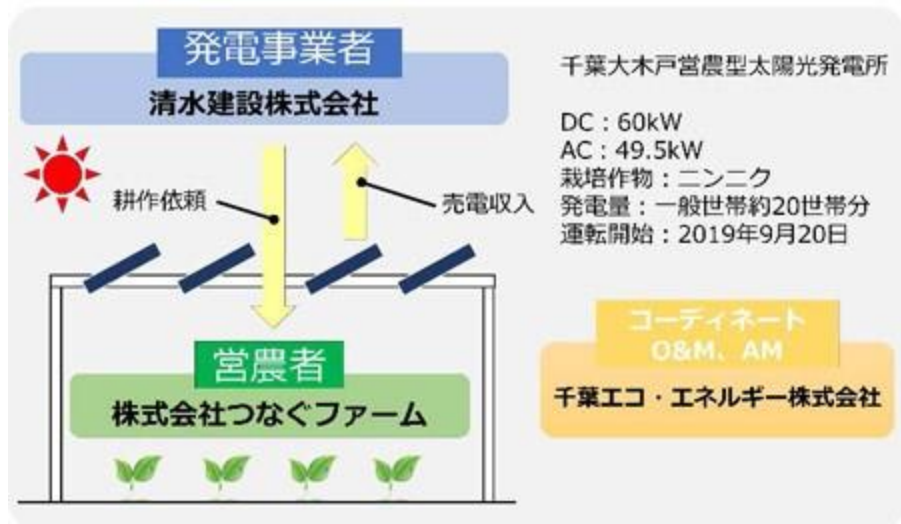 発電事業者
清水建設株式会社
耕作依頼
売電収入
営農者
株式会社つなぐファーム
千葉大木戸営農型太陽光発電所
DC：60kW
AC：49.5kW
栽培作物：ニンニク
発電量：一般世帯約20世帯分
運転開始：2019年9月20日
コーディネート
O&M、AM
千葉エコ・エネルギー株式会社